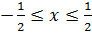 −1/2 ≤ x ≤ 1/2